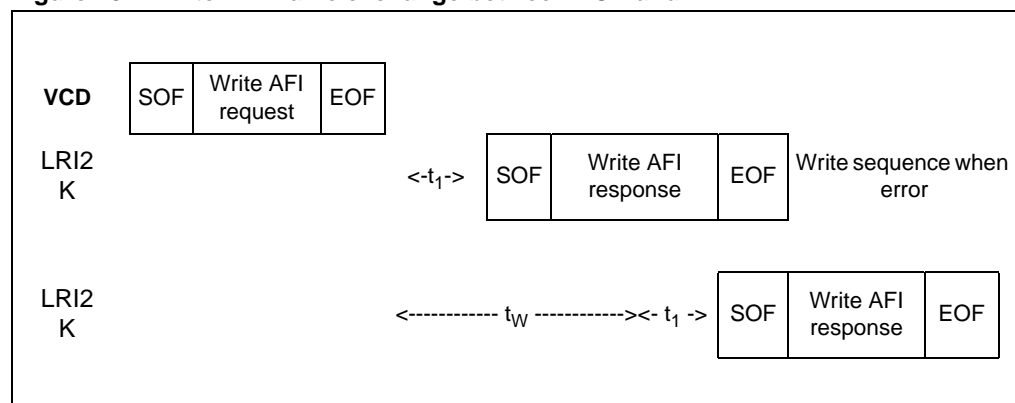 VCD SOF Write AFI request EOF
LRI2 K <-t1-> SOF Write AFI response EOF Write sequence when error
LRI2 K <------------ tW ------------><- t1 -> SOF Write AFI response EOF